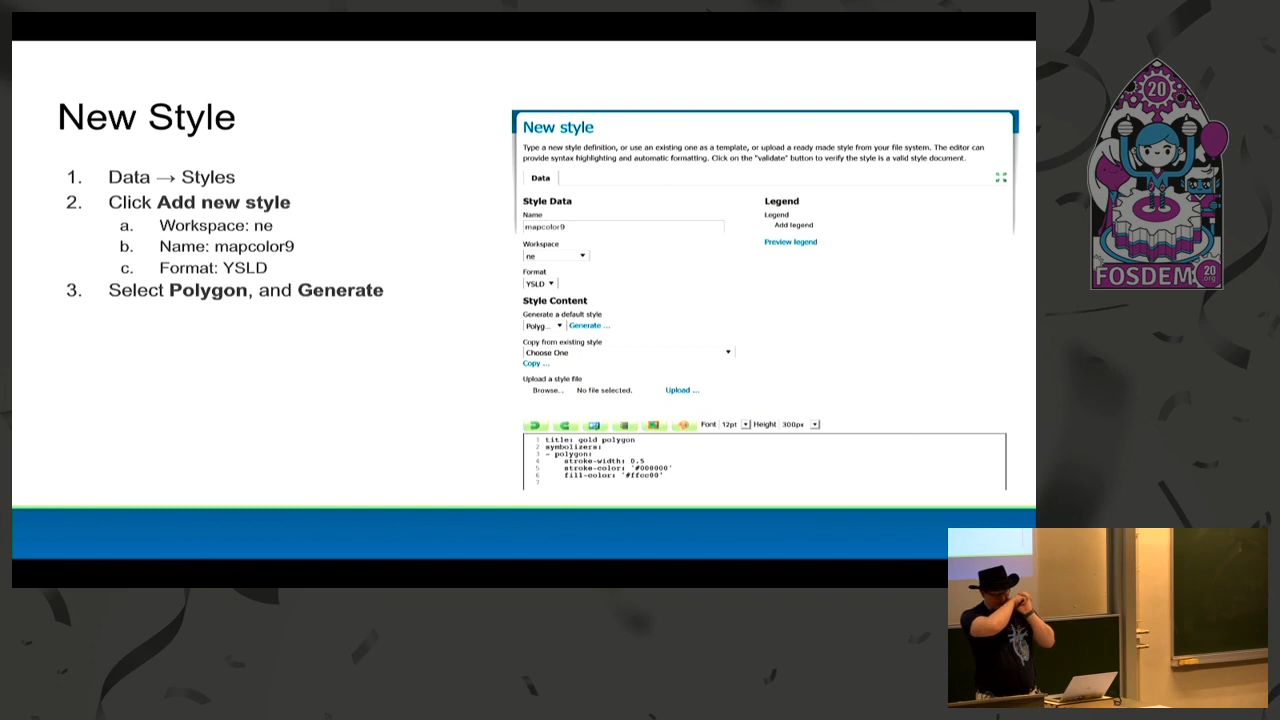 New Style
1. Data → Styles
2. Click Add new style
a. Workspace: ne
b. Name: mapcolor9
c. Format: YSLD
3. Select Polygon, and Generate
New style
Type a new style definition, or use an existing one as a template, or upload a ready made style from your file system. The editor can
provide syntax highlighting and automatic formatting. Click on the "validate" button to verify the style is a valid style document.
Data
Style Data
Name
mapcolor9
Workspace
ne
Format
YSLD
Style Content
Generate a default style
Polyg... Generate ...
Copy from existing style
Choose One
Copy ...
Upload a style file
Browse... No file selected. Upload ...
Legend
Legend
Add legend
Preview legend
Font 12pt Height 300px
1 title: gold polygon
2 symbolizers:
3 - polygon:
4 stroke-width: 0.5
5 stroke-color: '#000000'
6 fill-color: '#ffcc00'
7
20
FOSDEM 20
.org